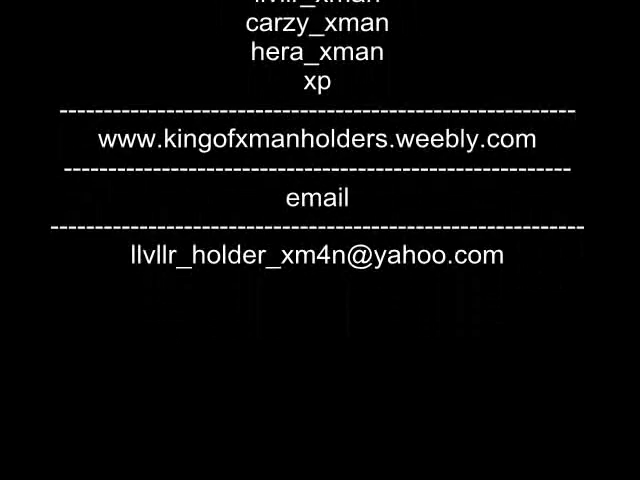 carzy_xman
hera_xman
xp
----------------------------------------------------------
www.kingofxmanholders.weebly.com
---------------------------------------------------------
email
------------------------------------------------------------
llvllr_holder_xm4n@yahoo.com